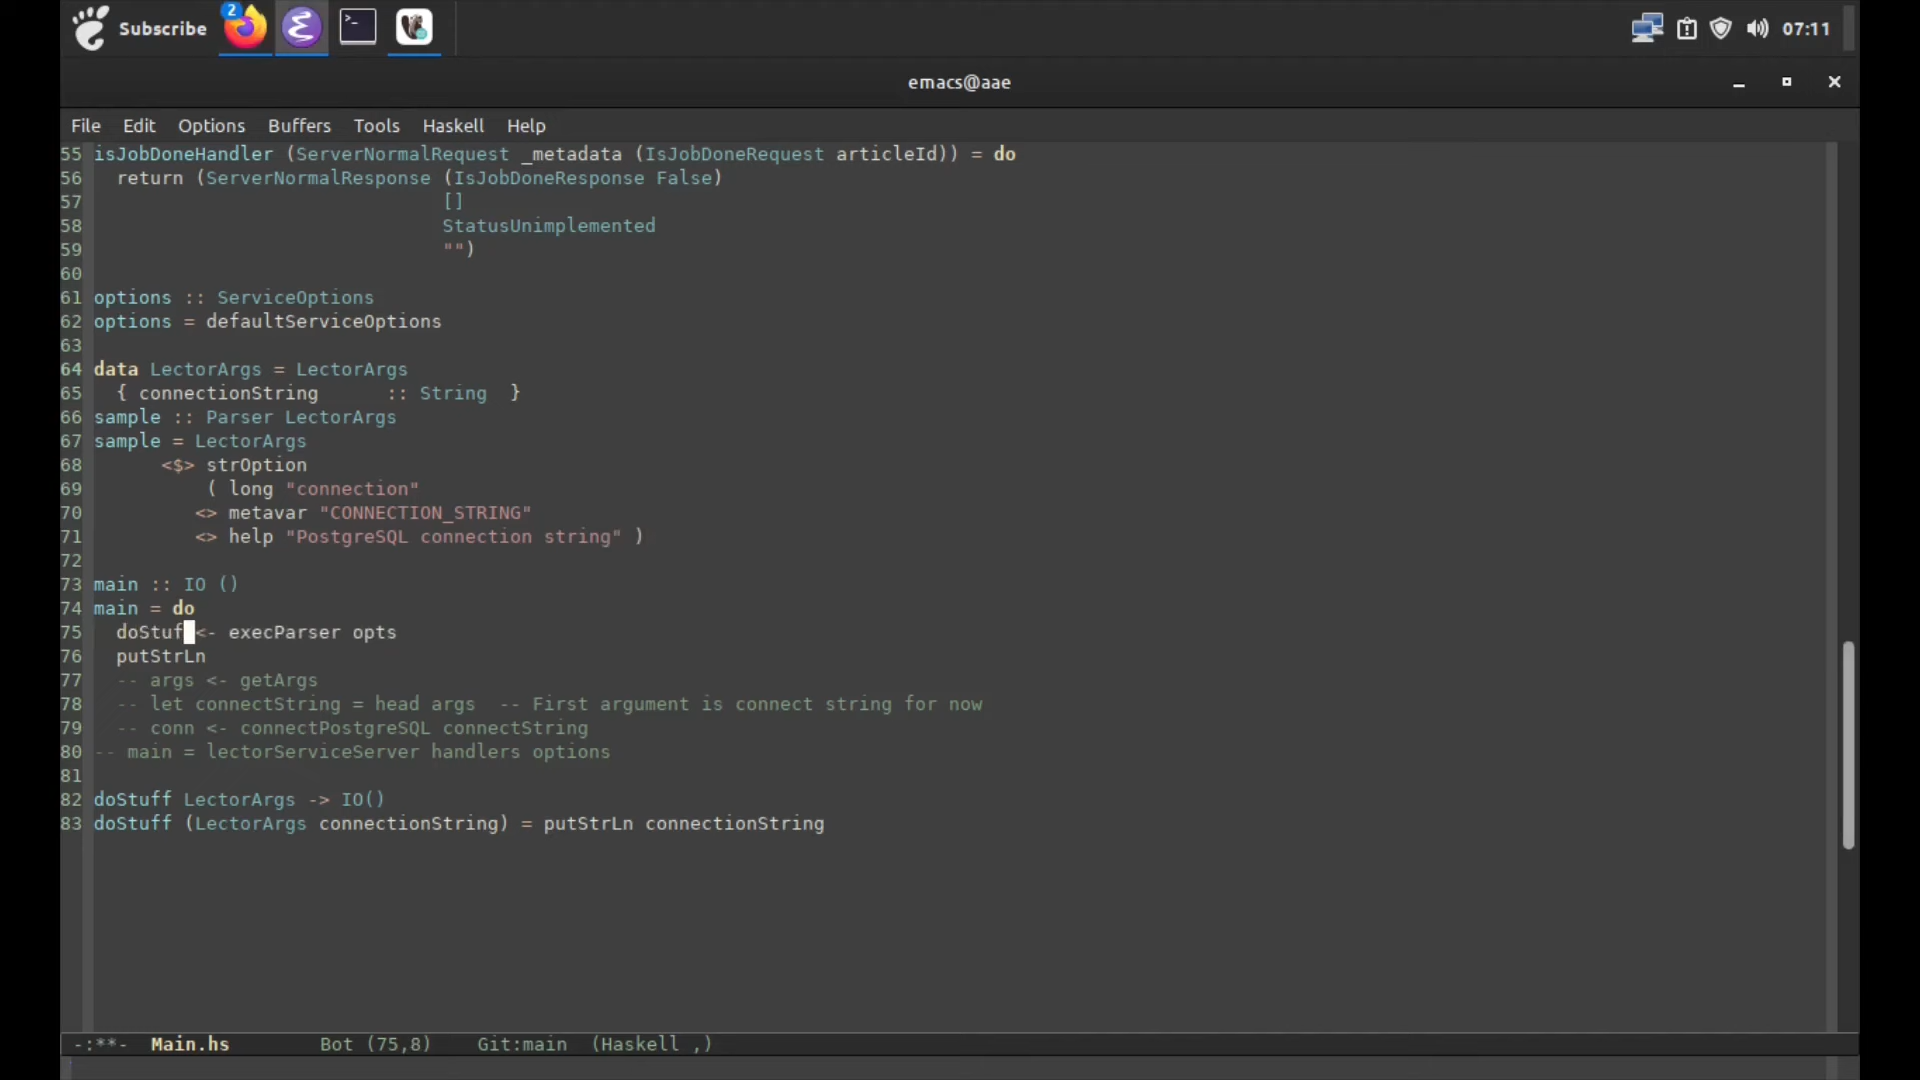 Subscribe 2 07:11
emacs@aae
File Edit Options Buffers Tools Haskell Help
55 isJobDoneHandler (ServerNormalRequest _metadata (IsJobDoneRequest articleId)) = do
56   return (ServerNormalResponse (IsJobDoneResponse False)
57                                []
58                                StatusUnimplemented
59                                "")
60
61 options :: ServiceOptions
62 options = defaultServiceOptions
63
64 data LectorArgs = LectorArgs
65   { connectionString      :: String  }
66 sample :: Parser LectorArgs
67 sample = LectorArgs
68       <$> strOption
69           ( long "connection"
70          <> metavar "CONNECTION_STRING"
71          <> help "PostgreSQL connection string" )
72
73 main :: IO ()
74 main = do
75   doStuf <- execParser opts
76   putStrLn
77   -- args <- getArgs
78   -- let connectString = head args  -- First argument is connect string for now
79   -- conn <- connectPostgreSQL connectString
80 -- main = lectorServiceServer handlers options
81
82 doStuff LectorArgs -> IO()
83 doStuff (LectorArgs connectionString) = putStrLn connectionString
-:**-  Main.hs        Bot (75,8)    Git:main  (Haskell ,)